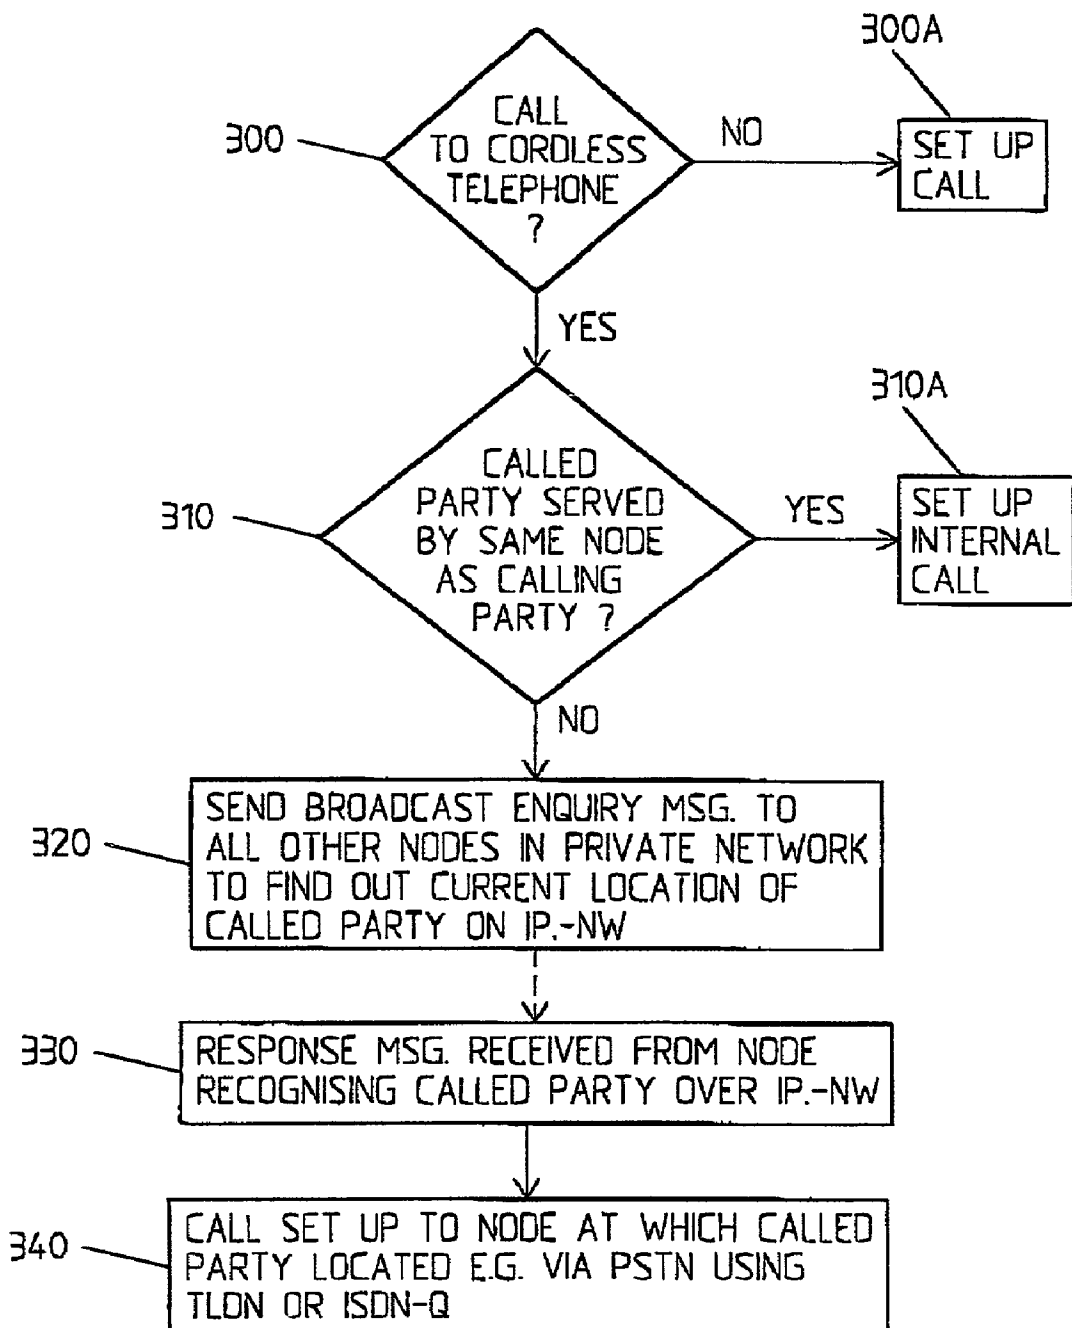 300A
CALL
TO CORDLESS
TELEPHONE
?
300
NO
SET UP
CALL
YES
310A
CALLED
PARTY SERVED
BY SAME NODE
AS CALLING
PARTY ?
310
YES
SET UP
INTERNAL
CALL
NO
320
SEND BROADCAST ENQUIRY MSG. TO
ALL OTHER NODES IN PRIVATE NETWORK
TO FIND OUT CURRENT LOCATION OF
CALLED PARTY ON IP.-NW
330
RESPONSE MSG. RECEIVED FROM NODE
RECOGNISING CALLED PARTY OVER IP.-NW
340
CALL SET UP TO NODE AT WHICH CALLED
PARTY LOCATED E.G. VIA PSTN USING
TLDN OR ISDN-Q